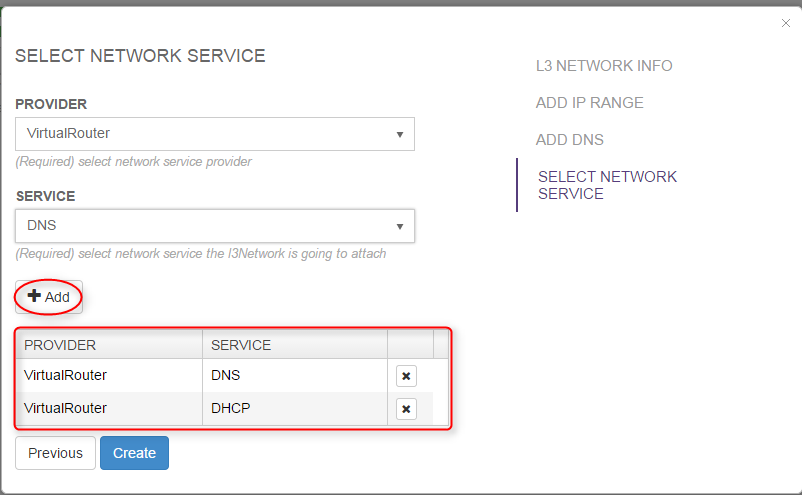 SELECT NETWORK SERVICE
PROVIDER
VirtualRouter
(Required) select network service provider
SERVICE
DNS
(Required) select network service the l3Network is going to attach
Add
PROVIDER SERVICE
VirtualRouter DNS
VirtualRouter DHCP
Previous Create
L3 NETWORK INFO
ADD IP RANGE
ADD DNS
SELECT NETWORK
SERVICE